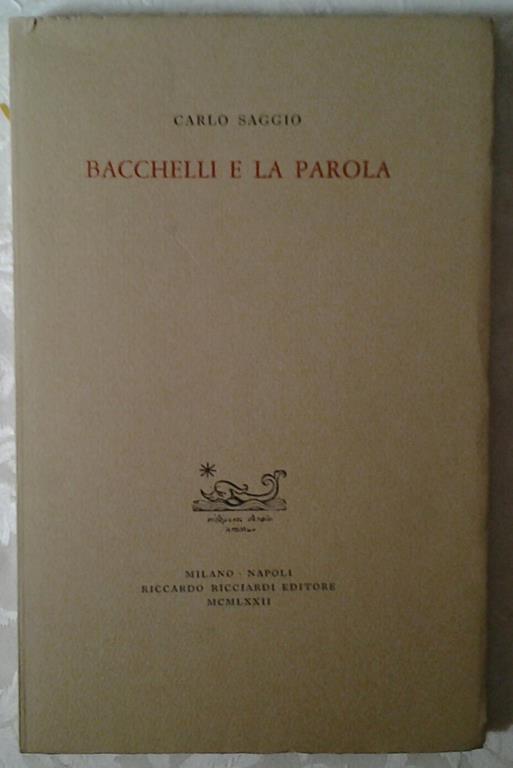 CARLO SAGGIO
BACCHELLI E LA PAROLA
MILANO · NAPOLI
RICCARDO RICCIARDI EDITORE
MCMLXXII